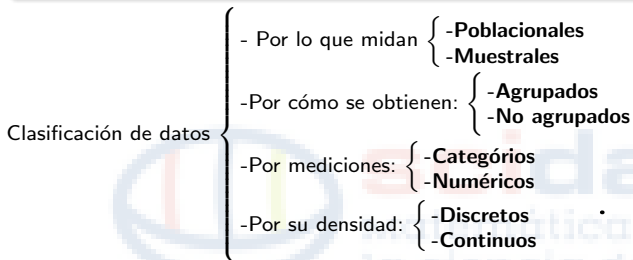 - Por lo que midan
-Poblacionales
-Muestrales
-Por cómo se obtienen:
-Agrupados
-No agrupados
Clasificación de datos
-Por mediciones:
-Categórios
-Numéricos
-Por su densidad:
-Discretos
-Continuos